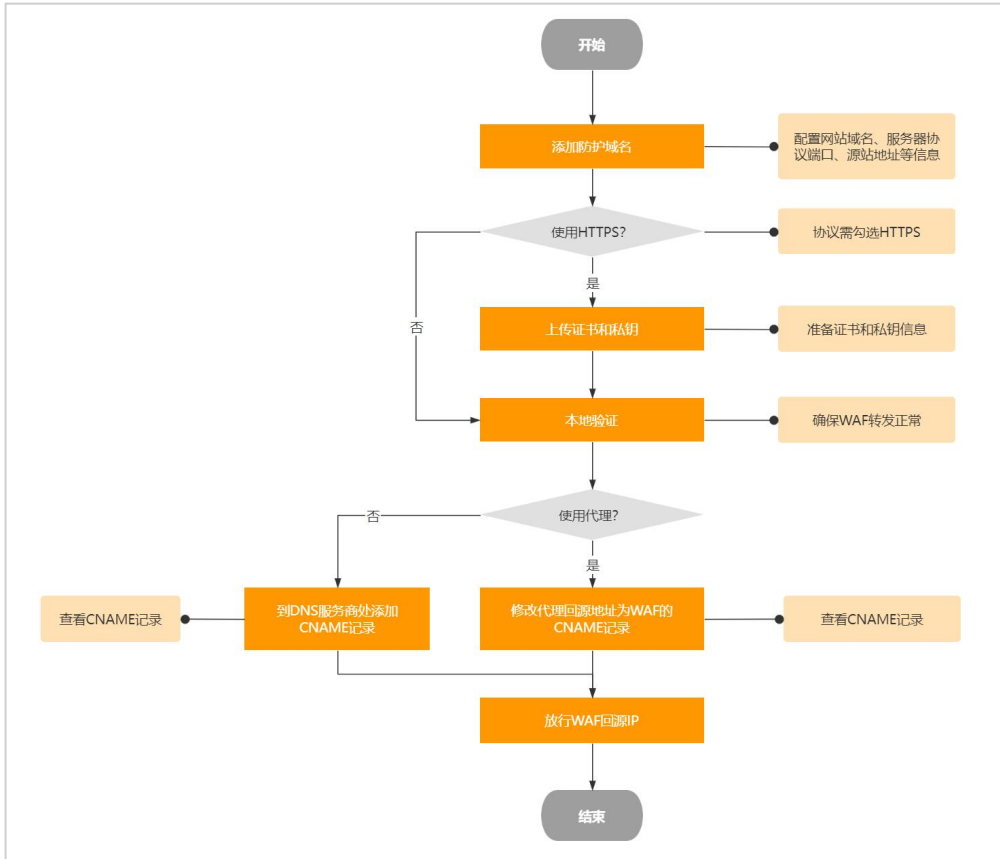 开始
添加防护域名
配置网站域名、服务器协
议端口、源站地址等信息
使用HTTPS?
协议需勾选HTTPS
是
否
上传证书和私钥
准备证书和私钥信息
本地验证
确保WAF转发正常
使用代理?
否
是
查看CNAME记录
到DNS服务商处添加
CNAME记录
修改代理回源地址为WAF的
CNAME记录
查看CNAME记录
放行WAF回源IP
结束